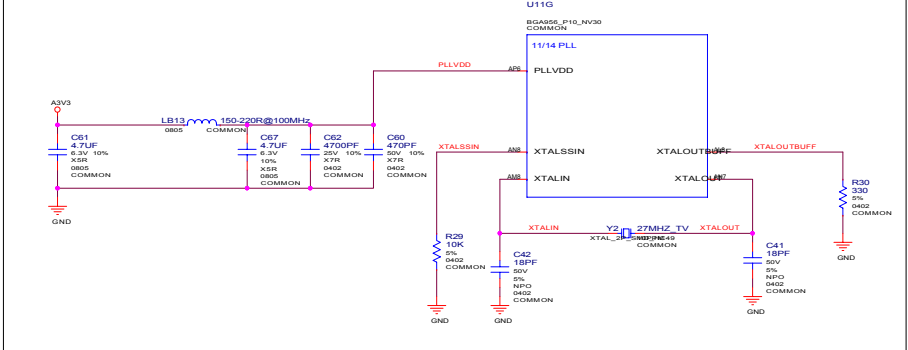 U11G
BGA956_P10_NV30
COMMON
11/14 PLL
PLLVDD
AP6
PLLVDD
A3V3
LB13
150-220R@100MHz
0805
COMMON
C61
4.7UF
6.3V 10%
X5R
0805
COMMON
C67
4.7UF
6.3V
10%
X5R
0805
COMMON
C62
4700PF
25V 10%
X7R
0402
COMMON
C60
470PF
50V 10%
X7R
0402
COMMON
GND
XTALSSIN
AN8
XTALSSIN
XTALOUTBUFF
XTALOUTBUFF
AM8
XTALIN
XTALOUT
R30
330
5%
0402
COMMON
GND
XTALIN
Y2
27MHZ_TV
XTALOUT
COMMON
R29
10K
5%
0402
COMMON
GND
C42
18PF
50V
5%
NPO
0402
COMMON
GND
C41
18PF
50V
5%
NPO
0402
COMMON
GND